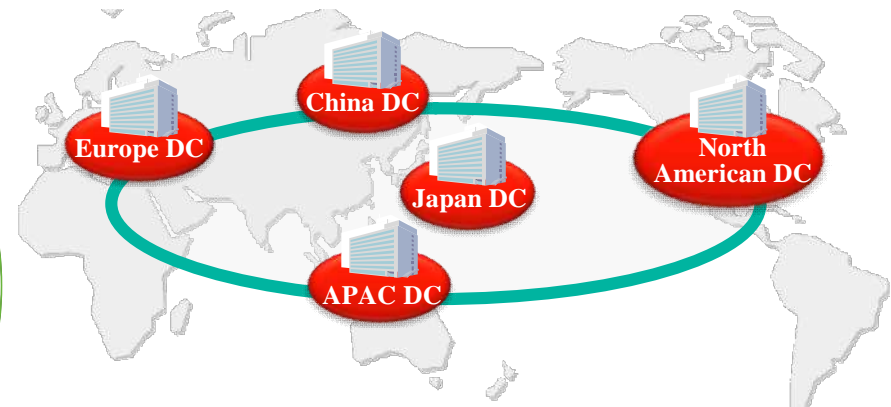 China DC
Europe DC
North
American DC
Japan DC
APAC DC